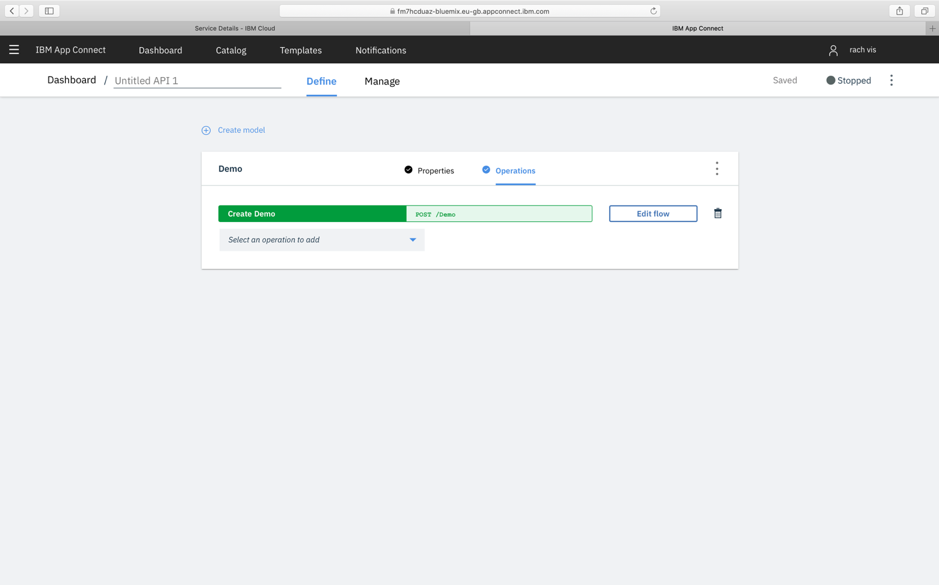 fm7hcduaz-bluemix.eu-gb.appconnect.ibm.com
Service Details - IBM Cloud
IBM App Connect
IBM App Connect
Dashboard
Catalog
Templates
Notifications
rach vis
Dashboard / Untitled API 1
Define
Manage
Saved
Stopped
Create model
Demo
Properties
Operations
Create Demo
POST /Demo
Edit flow
Select an operation to add